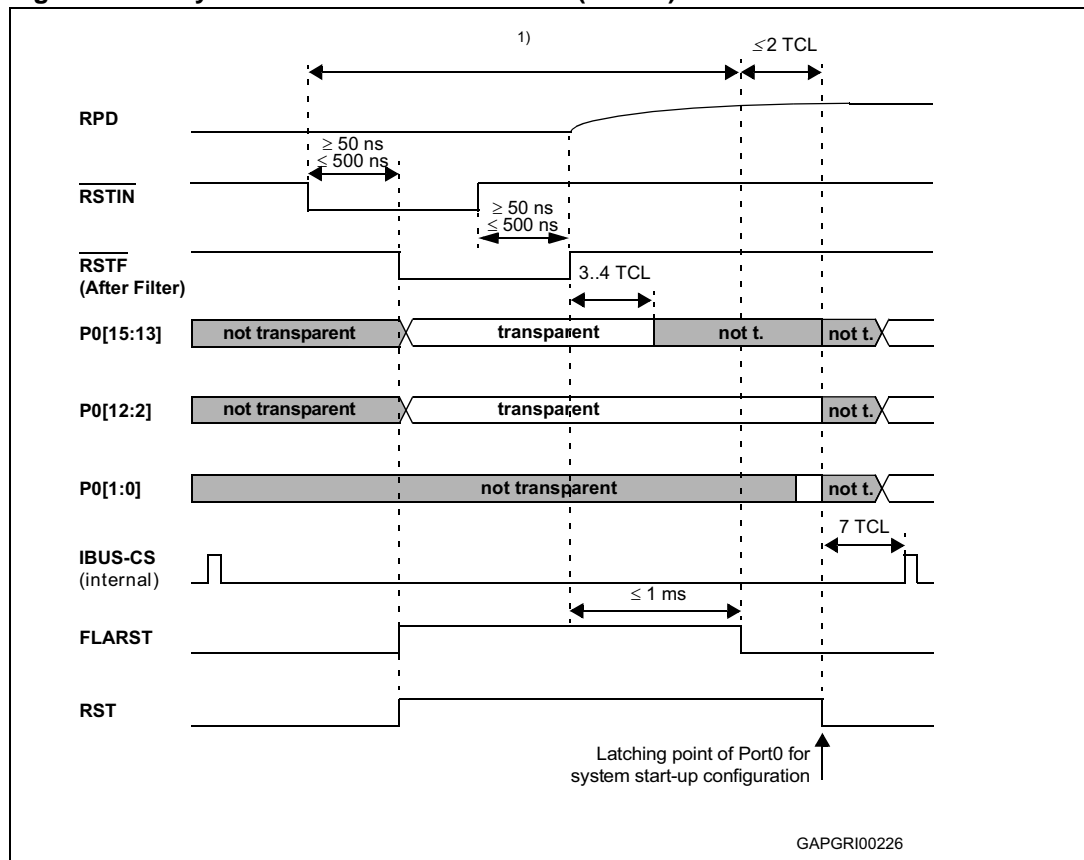 1)
≤2 TCL
RPD
≥ 50 ns
≤ 500 ns
RSTIN
≥ 50 ns
≤ 500 ns
RSTF
(After Filter)
3..4 TCL
P0[15:13]
not transparent
transparent
not t.
not t.
P0[12:2]
not transparent
transparent
not t.
P0[1:0]
not transparent
not t.
7 TCL
IBUS-CS
(internal)
≤ 1 ms
FLARST
RST
Latching point of Port0 for
system start-up configuration
GAPGRI00226